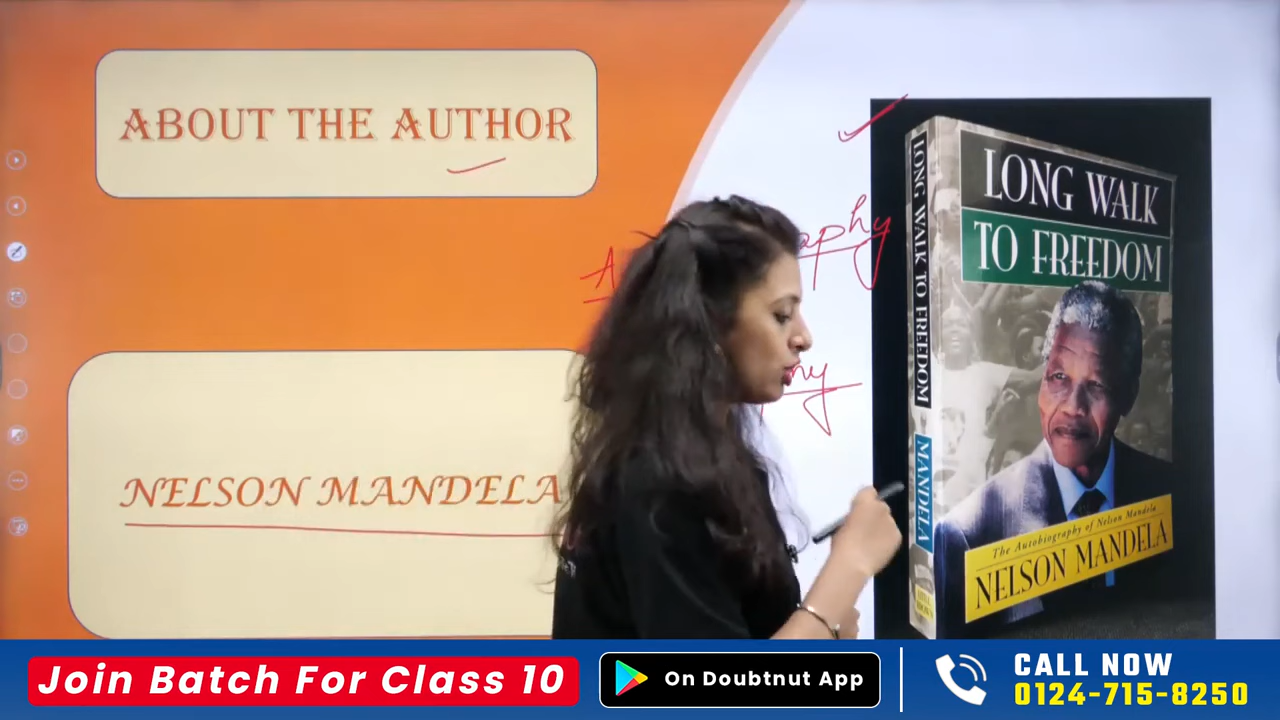 ABOUT THE AUTHOR
NELSON MANDELA
LONG WALK
TO FREEDOM
The Autobiography of Nelson Mandela
NELSON MANDELA
LONG WALK TO FREEDOM
MANDELA
Join Batch For Class 10
On Doubtnut App
CALL NOW
0124-715-8250